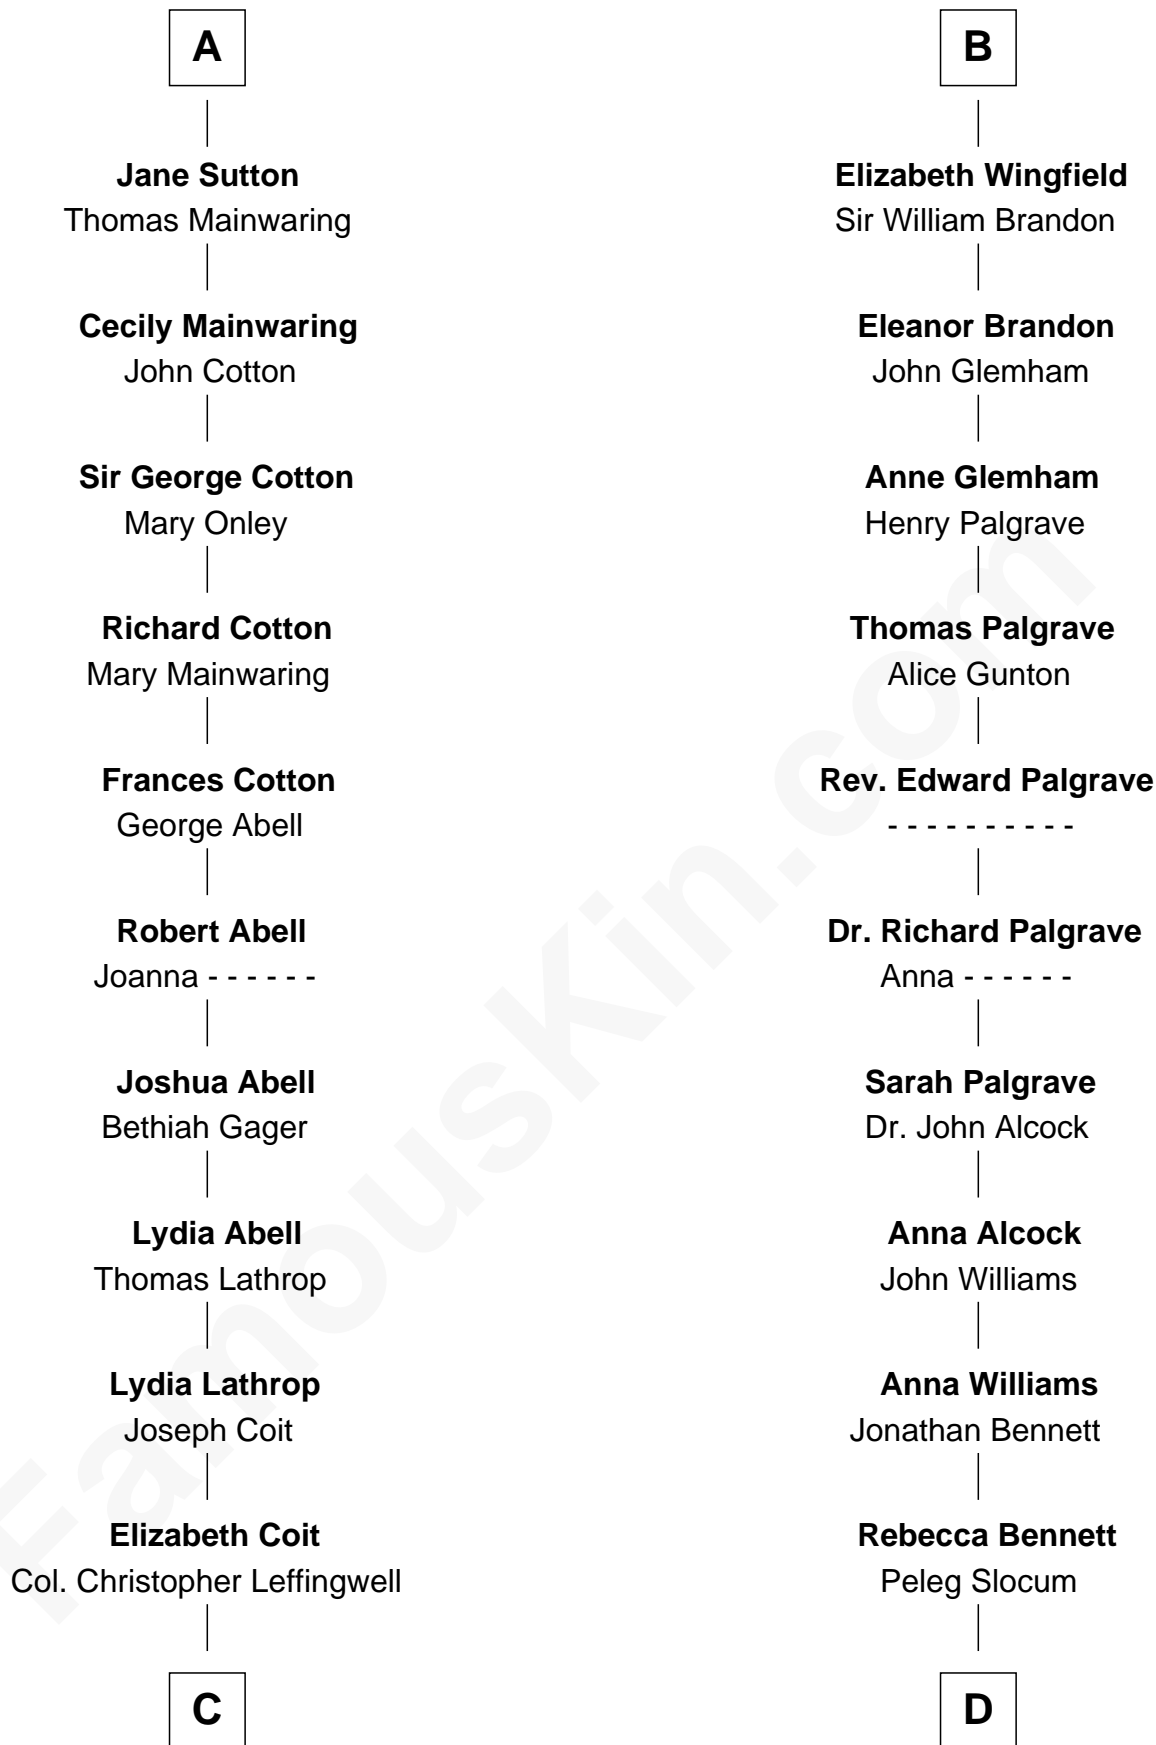 A
Jane Sutton
Thomas Mainwaring
Cecily Mainwaring
John Cotton
Sir George Cotton
Mary Onley
Richard Cotton
Mary Mainwaring
Frances Cotton
George Abell
Robert Abell
Joanna - - - - - -
Joshua Abell
Bethiah Gager
Lydia Abell
Thomas Lathrop
Lydia Lathrop
Joseph Coit
Elizabeth Coit
Col. Christopher Leffingwell
C
B
Elizabeth Wingfield
Sir William Brandon
Eleanor Brandon
John Glemham
Anne Glemham
Henry Palgrave
Thomas Palgrave
Alice Gunton
Rev. Edward Palgrave
- - - - - - - - - -
Dr. Richard Palgrave
Anna - - - - - -
Sarah Palgrave
Dr. John Alcock
Anna Alcock
John Williams
Anna Williams
Jonathan Bennett
Rebecca Bennett
Peleg Slocum
D
FamousKin.com